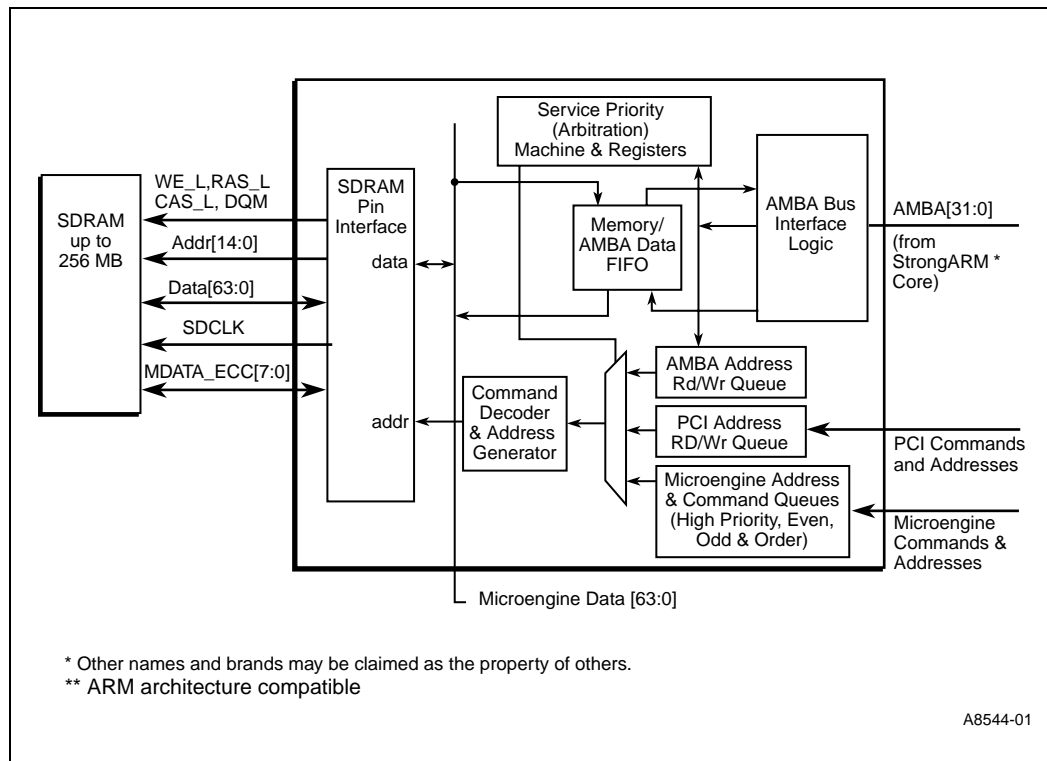 Service Priority
(Arbitration)
Machine & Registers
WE_L,RAS_L
CAS_L, DQM
SDRAM
up to
256 MB
Addr[14:0]
Data[63:0]
SDCLK
MDATA_ECC[7:0]
SDRAM
Pin
Interface
data
addr
Memory/
AMBA Data
FIFO
AMBA Bus
Interface
Logic
AMBA[31:0]
(from
StrongARM *
Core)
AMBA Address
Rd/Wr Queue
Command
Decoder
& Address
Generator
PCI Address
RD/Wr Queue
PCI Commands
and Addresses
Microengine Address
& Command Queues
(High Priority, Even,
Odd & Order)
Microengine
Commands &
Addresses
Microengine Data [63:0]
* Other names and brands may be claimed as the property of others.
** ARM architecture compatible
A8544-01